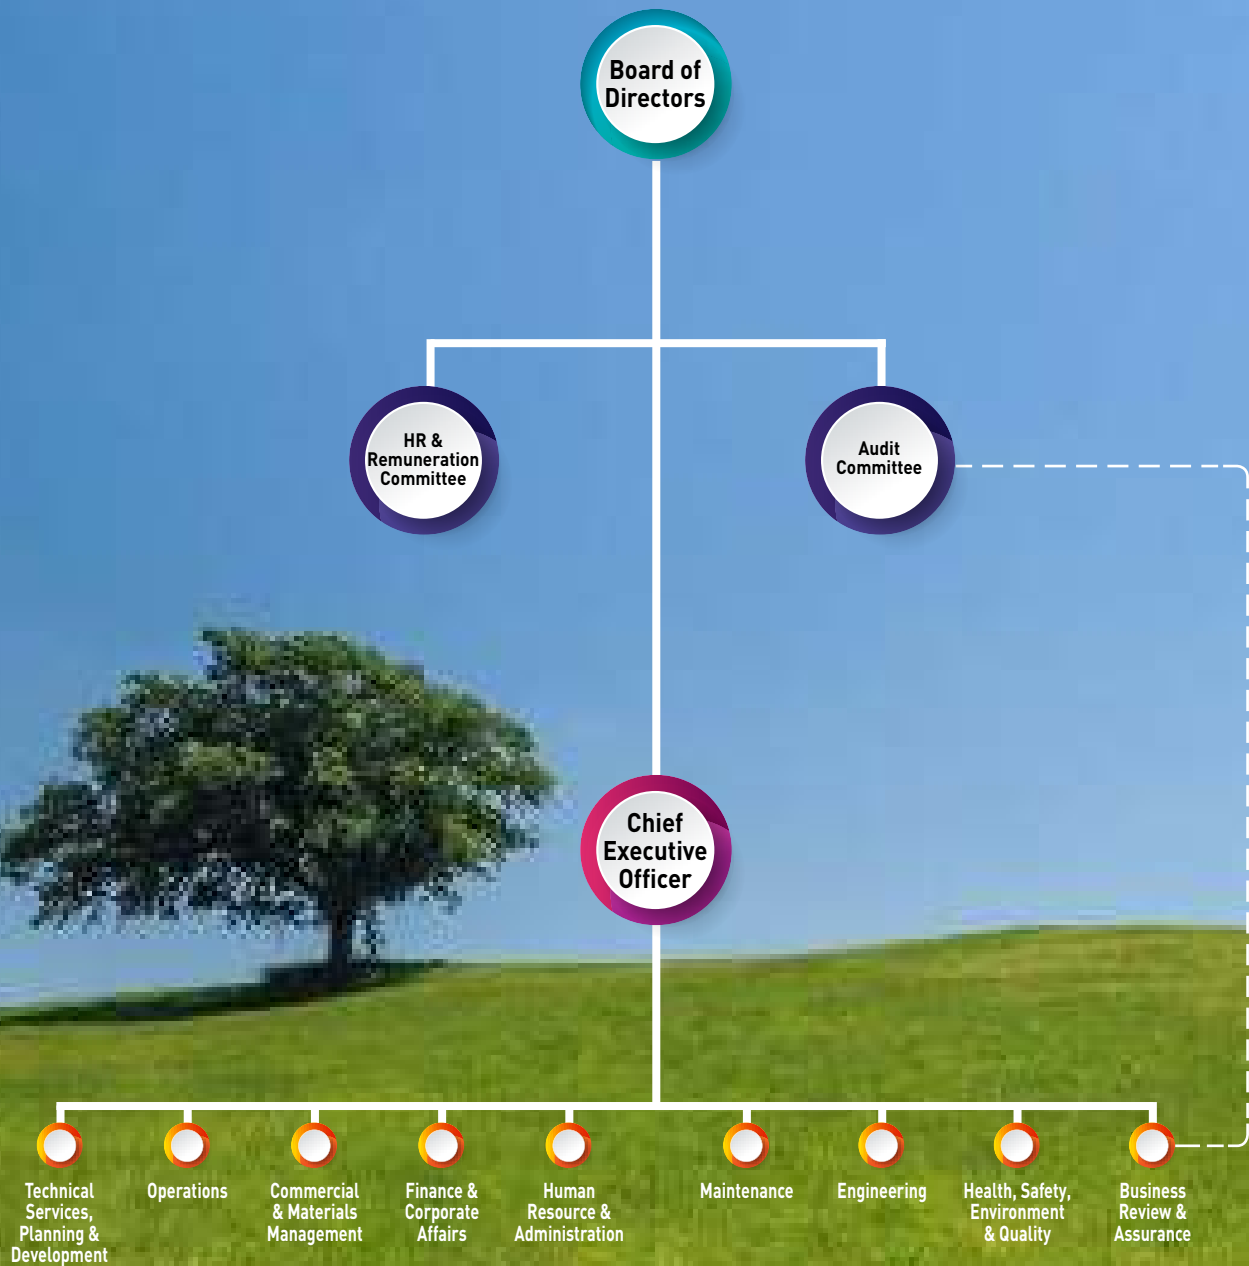 Board of
Directors
HR &
Remuneration
Committee
Audit
Committee
Chief
Executive
Officer
Technical
Services,
Planning &
Development
Operations
Commercial
& Materials
Management
Finance &
Corporate
Affairs
Human
Resource &
Administration
Maintenance
Engineering
Health, Safety,
Environment
& Quality
Business
Review &
Assurance